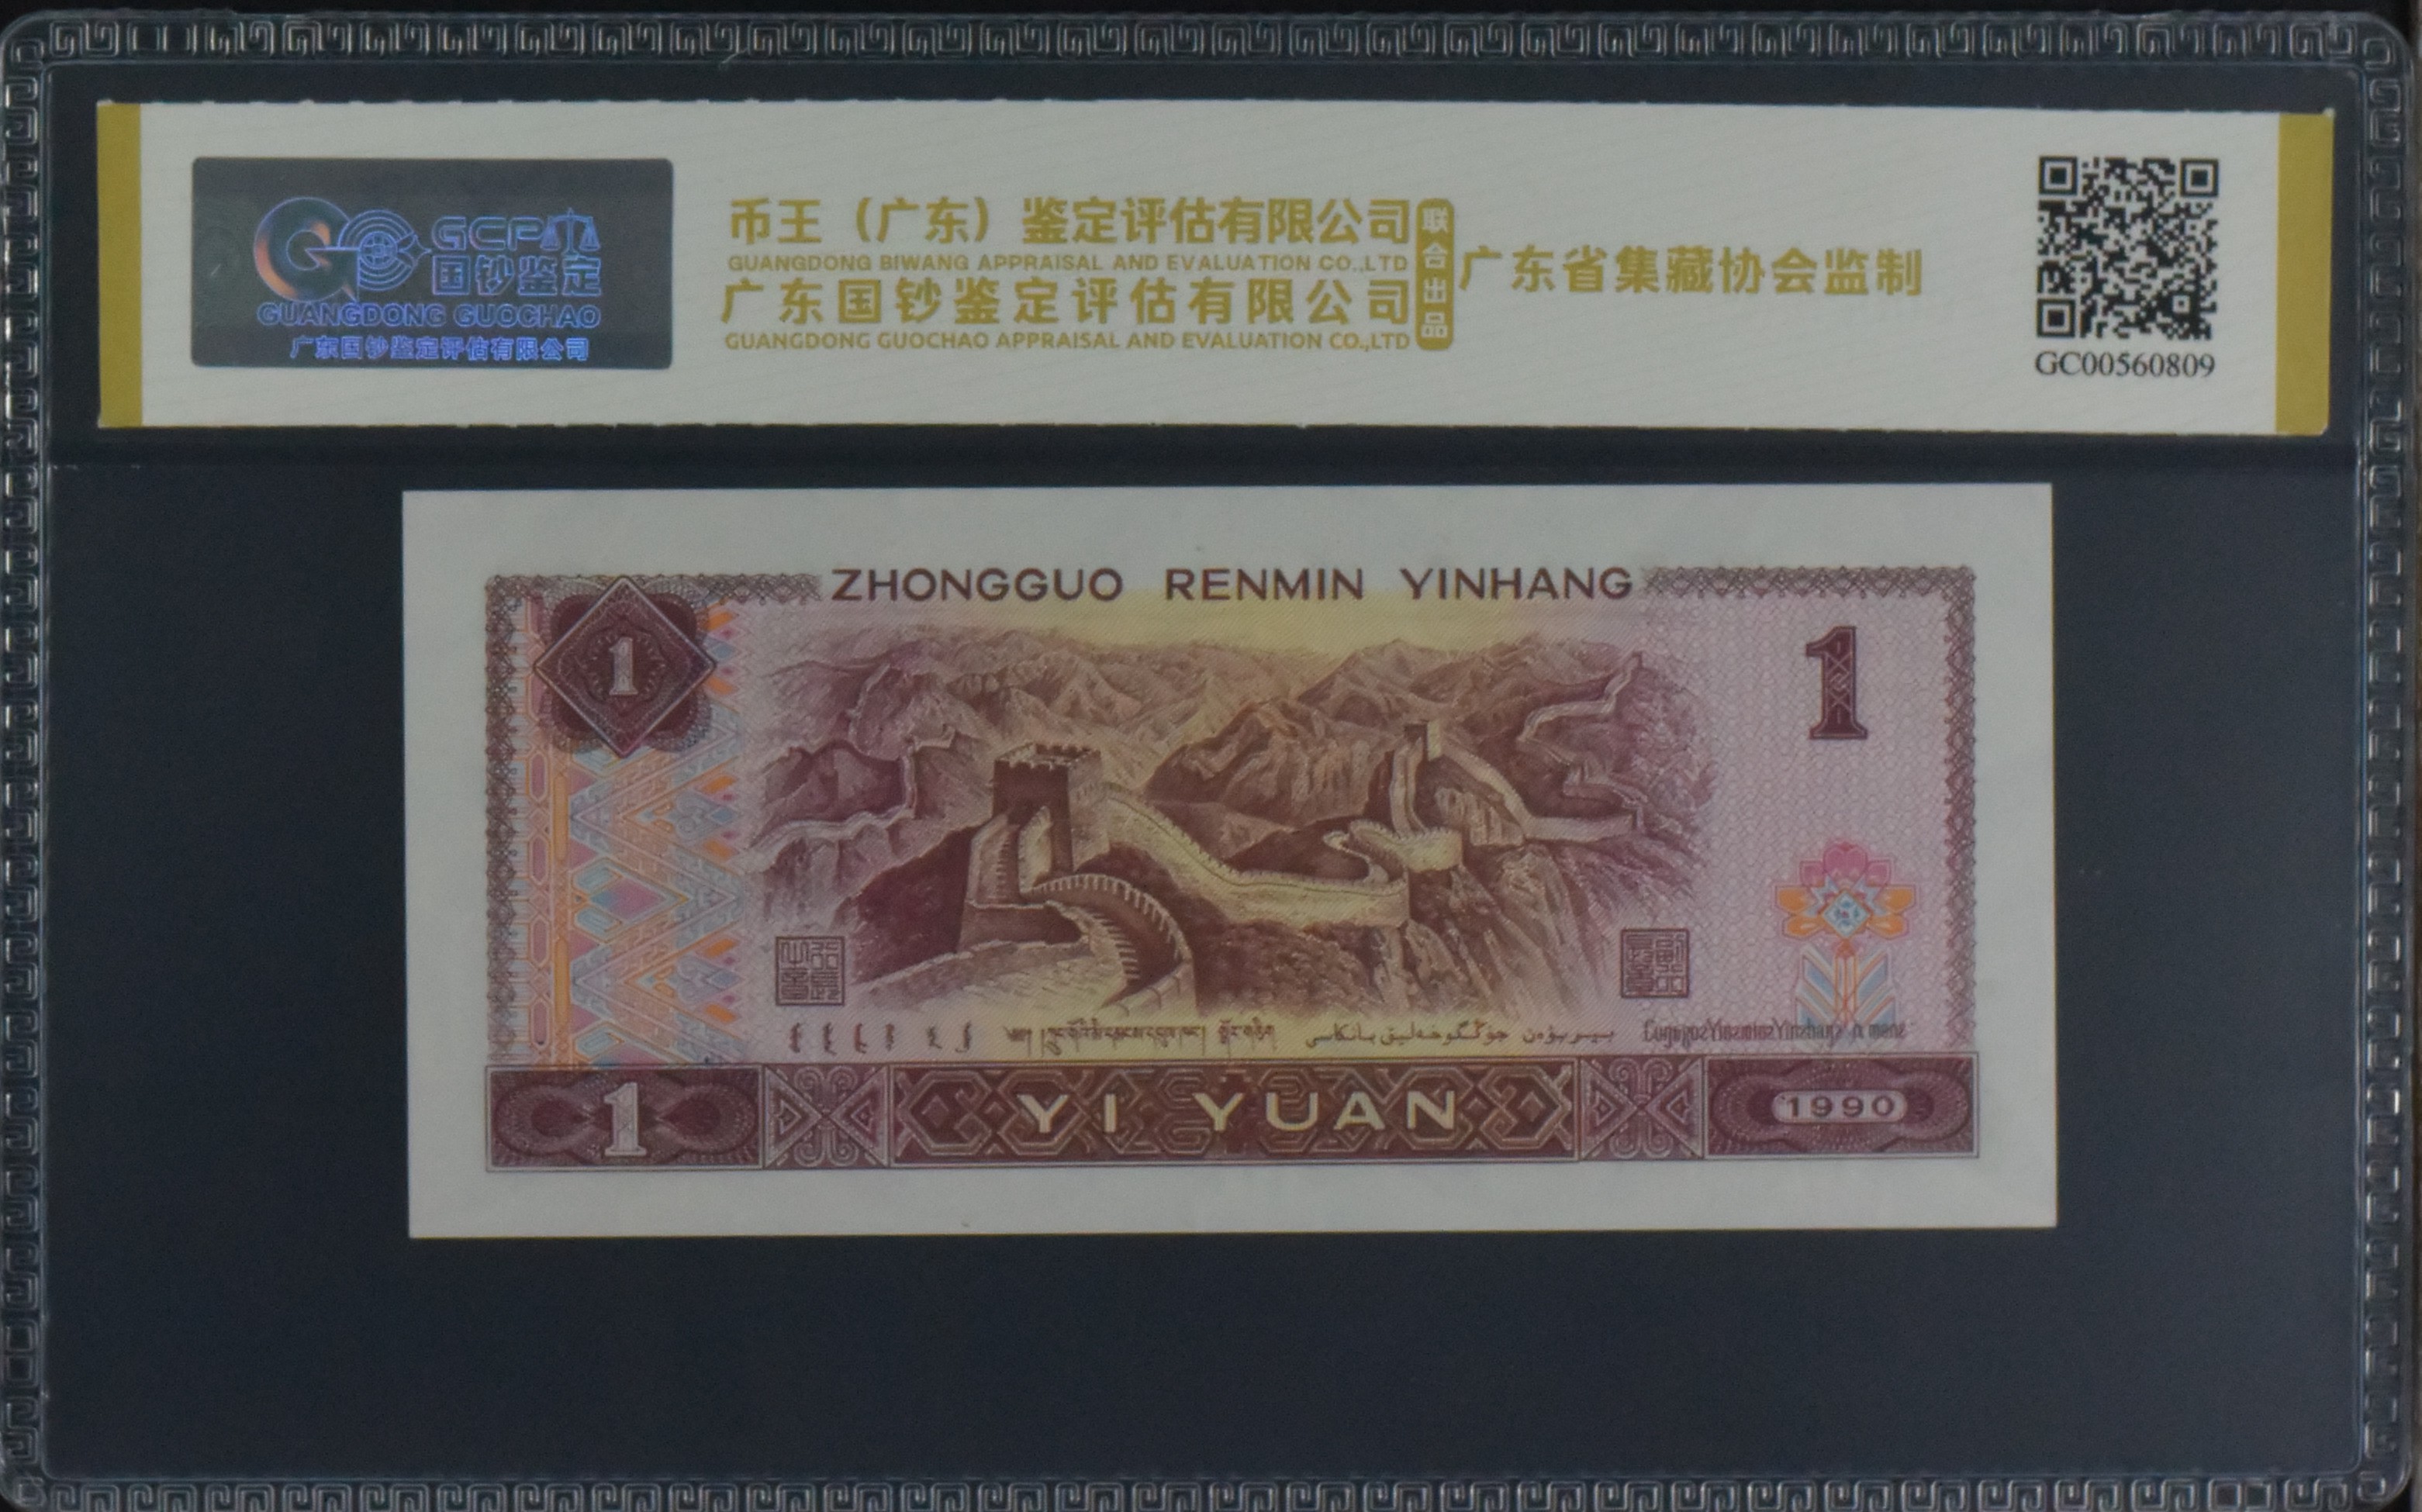 GCP
国钞鉴定
GUANGDONG GUOCHAO
广东国钞鉴定评估有限公司
币王（广东）鉴定评估有限公司
GUANGDONG BIWANG APPRAISAL AND EVALUATION CO.,LTD
广东国钞鉴定评估有限公司
GUANGDONG GUOCHAO APPRAISAL AND EVALUATION CO.,LTD
联合出品
广东省集藏协会监制
GC00560809
ZHONGGUO RENMIN YINHANG
1
1
1
YI YUAN
1990